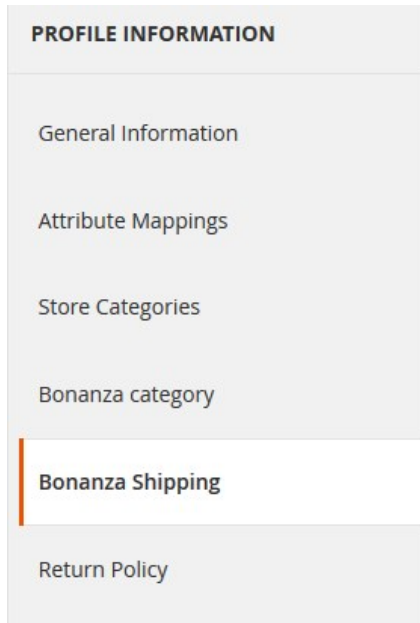 PROFILE INFORMATION
General Information
Attribute Mappings
Store Categories
Bonanza category
Bonanza Shipping
Return Policy